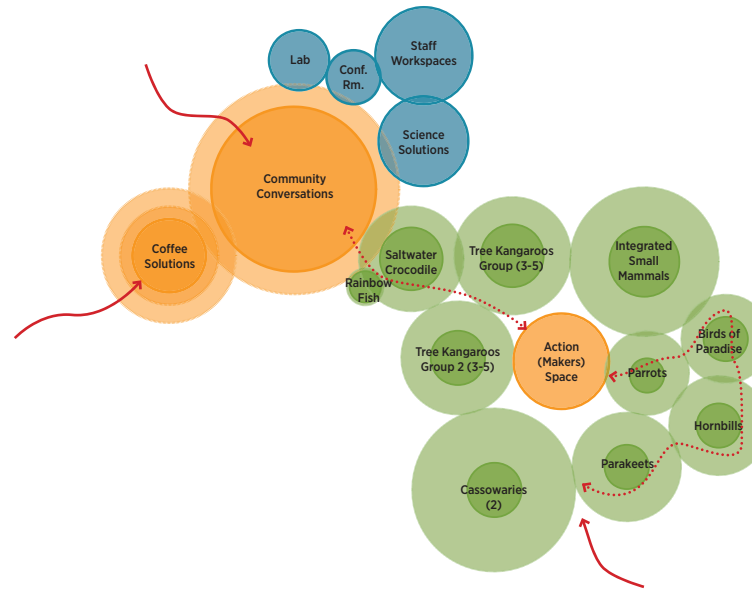 Lab
Conf.
Rm.
Staff
Workspaces
Science
Solutions
Community
Conversations
Coffee
Solutions
Saltwater
Crocodile
Rainbow
Fish
Tree Kangaroos
Group (3-5)
Integrated
Small
Mammals
Tree Kangaroos
Group 2 (3-5)
Action
(Makers)
Space
Parrots
Birds of
Paradise
Hornbills
Parakeets
Cassowaries
(2)